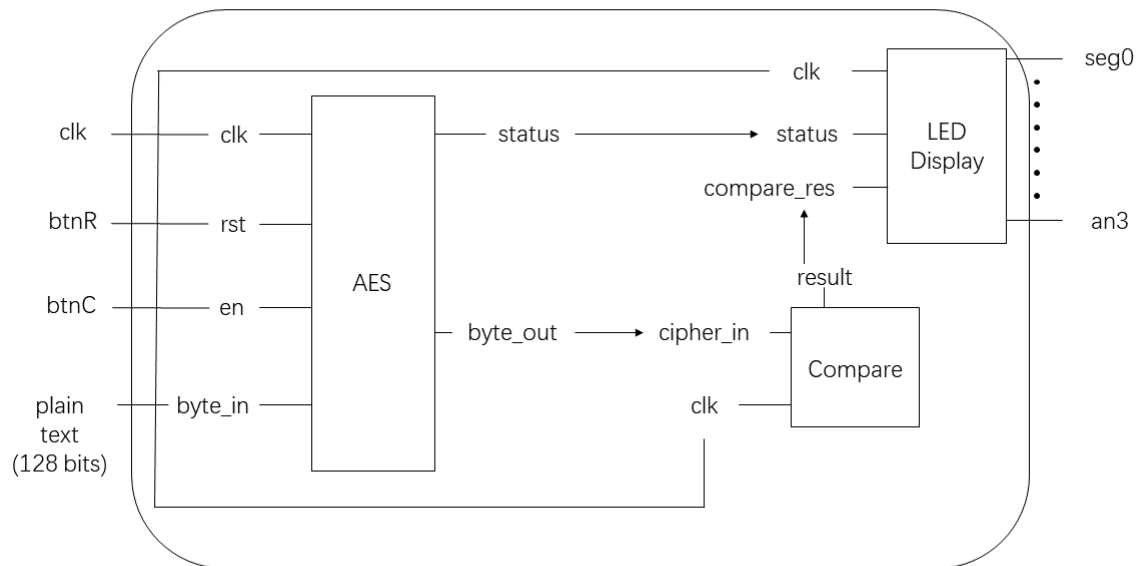 clk
seg0
clk
clk
status
status
LED
Display
compare_res
btnR
rst
an3
AES
result
btnC
en
byte_out
cipher_in
Compare
plain
text
(128 bits)
byte_in
clk